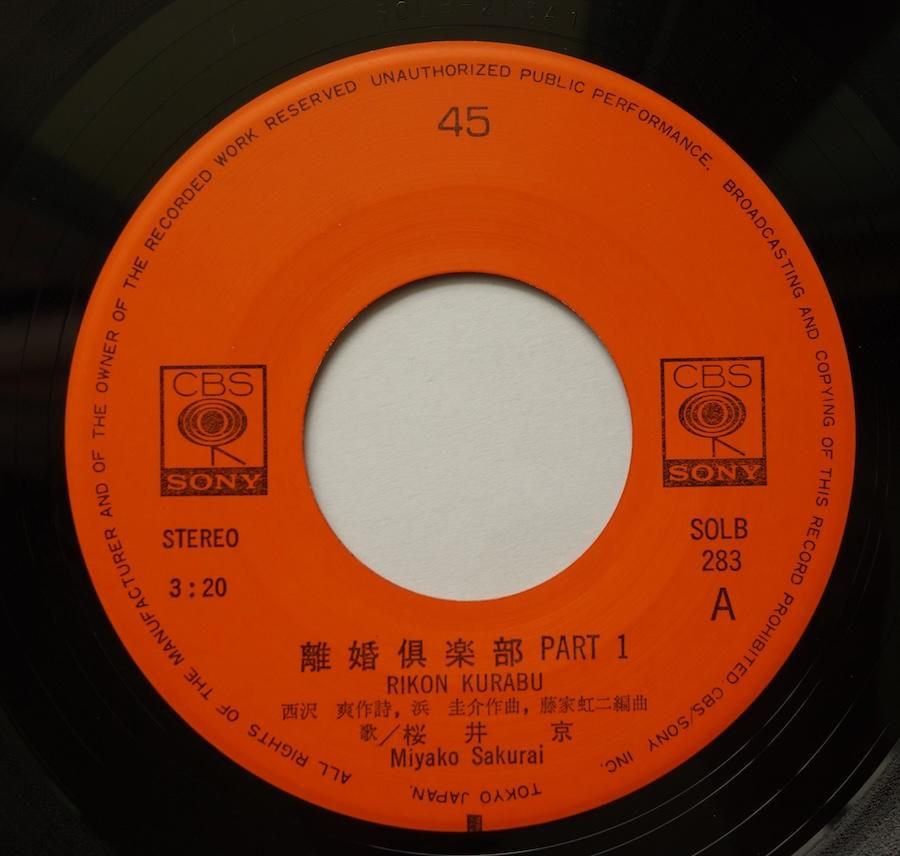 ALL RIGHTS OF THE MANUFACTURER AND OF THE OWNER OF THE RECORDED WORK RESERVED UNAUTHORIZED PUBLIC PERFORMANCE. BROADCASTING AND COPYING OF THIS RECORD PROHIBITED. CBS/SONY INC.
TOKYO JAPAN.
45
CBS
SONY
CBS
SONY
STEREO
3:20
SOLB
283
A
離婚倶楽部 PART 1
RIKON KURABU
西沢 爽作詩, 浜 圭介作曲, 藤家虹二編曲
歌/桜井 京
Miyako Sakurai